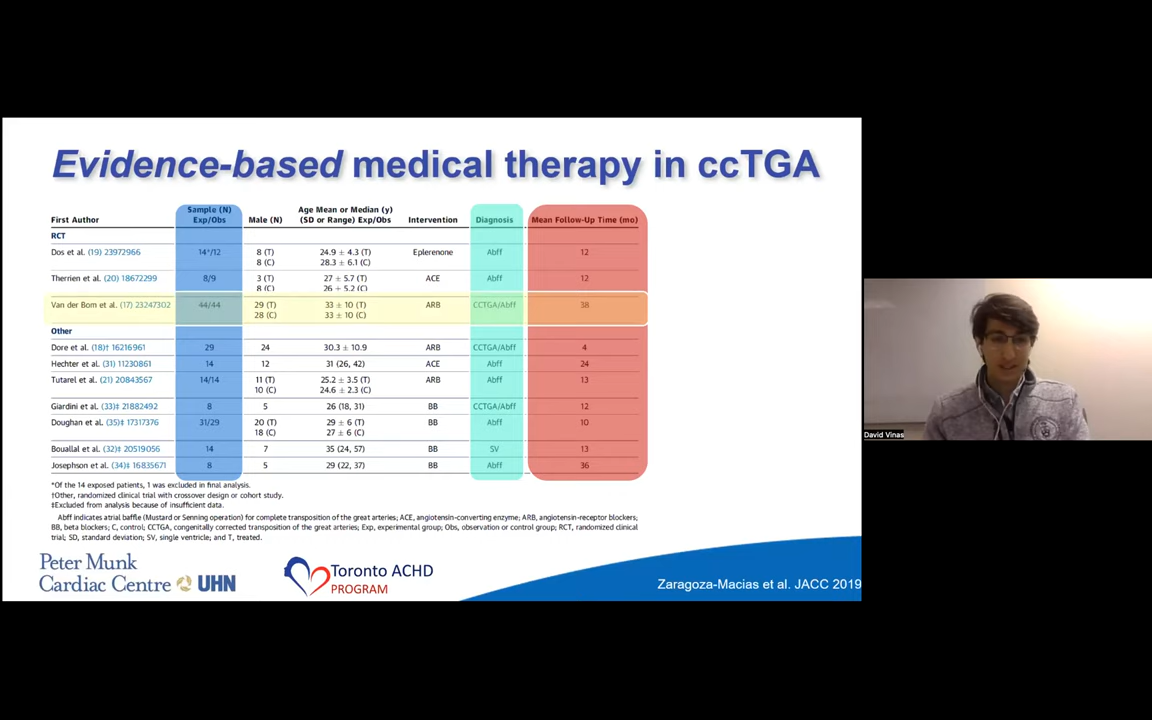 Evidence-based medical therapy in ccTGA
First Author Sample (N) Exp/Obs Male (N) Age Mean or Median (y) (SD or Range) Exp/Obs Intervention Diagnosis Mean Follow-Up Time (mo)
RCT
Dos et al. (19) 23972966 14*/12 8 (T) 24.9 ± 4.3 (T) Eplerenone Abff 12
8 (C) 28.3 ± 6.1 (C)
Therrien et al. (20) 18672299 8/9 3 (T) 27 ± 5.7 (T) ACE Abff 12
8 (C) 26 ± 5.2 (C)
Van der Bom et al. (17) 23247302 44/44 29 (T) 33 ± 10 (T) ARB CCTGA/Abff 38
28 (C) 33 ± 10 (C)
Other
Dore et al. (18)† 16216961 29 24 30.3 ± 10.9 ARB CCTGA/Abff 4
Hechter et al. (31) 11230861 14 12 31 (26, 42) ACE Abff 24
Tutarel et al. (21) 20843567 14/14 11 (T) 25.2 ± 3.5 (T) ARB Abff 13
10 (C) 24.6 ± 2.3 (C)
Giardini et al. (33)‡ 21882492 8 5 26 (18, 31) BB CCTGA/Abff 12
Doughan et al. (35)‡ 17317376 31/29 20 (T) 29 ± 6 (T) BB Abff 10
18 (C) 27 ± 6 (C)
Bouallal et al. (32)‡ 20519056 14 7 35 (24, 57) BB SV 13
Josephson et al. (34)‡ 16835671 8 5 29 (22, 37) BB Abff 36
*Of the 14 exposed patients, 1 was excluded in final analysis.
†Other, randomized clinical trial with crossover design or cohort study.
‡Excluded from analysis because of insufficient data.
Abff indicates atrial baffle (Mustard or Senning operation) for complete transposition of the great arteries; ACE, angiotensin-converting enzyme; ARB, angiotensin-receptor blockers;
BB, beta blockers; C, control; CCTGA, congenitally corrected transposition of the great arteries; Exp, experimental group; Obs, observation or control group; RCT, randomized clinical
trial; SD, standard deviation; SV, single ventricle; and T, treated.
Peter Munk
Cardiac Centre UHN
Toronto ACHD
PROGRAM
Zaragoza-Macias et al. JACC 2019
David Vinas